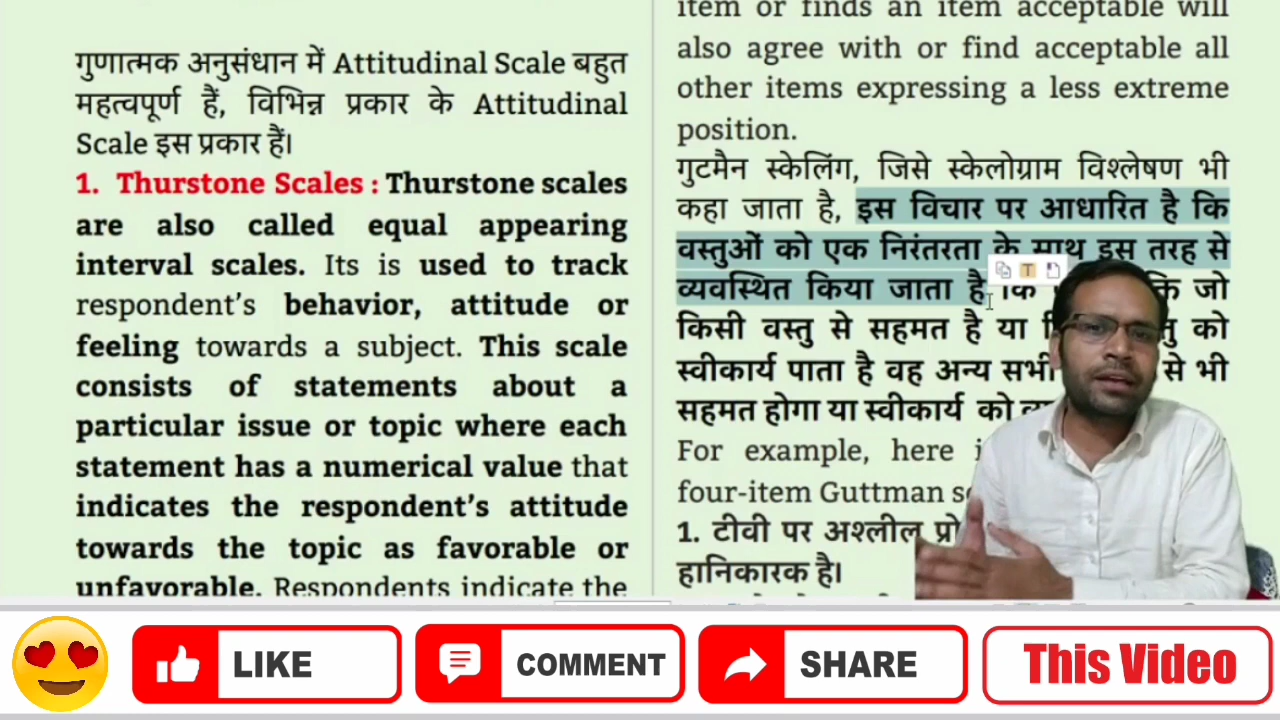 गुणात्मक अनुसंधान में Attitudinal Scale बहुत
महत्वपूर्ण हैं, विभिन्न प्रकार के Attitudinal
Scale इस प्रकार हैं।
1. Thurstone Scales : Thurstone scales
are also called equal appearing
interval scales. Its is used to track
respondent's behavior, attitude or
feeling towards a subject. This scale
consists of statements about a
particular issue or topic where each
statement has a numerical value that
indicates the respondent's attitude
towards the topic as favorable or
unfavorable. Respondents indicate the
item or finds an item acceptable will
also agree with or find acceptable all
other items expressing a less extreme
position.
गुटमैन स्केलिंग, जिसे स्केलोग्राम विश्लेषण भी
कहा जाता है, इस विचार पर आधारित है कि
वस्तुओं को एक निरंतरता के साथ इस तरह से
व्यवस्थित किया जाता है कि जो
किसी वस्तु से सहमत है या को
स्वीकार्य पाता है वह अन्य सभी से भी
सहमत होगा या स्वीकार्य को
For example, here
four-item Guttman
1. टीवी पर अश्लील
हानिकारक है।
LIKE
COMMENT
SHARE
This Video